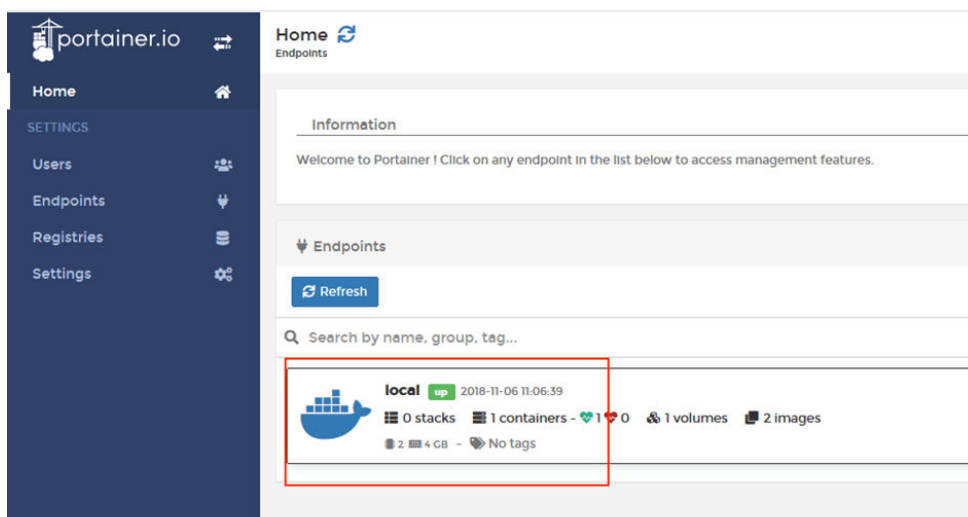 portainer.io
Home
SETTINGS
Users
Endpoints
Registries
Settings
Home
Endpoints
Information
Welcome to Portainer ! Click on any endpoint in the list below to access management features.
Endpoints
Refresh
Search by name, group, tag...
local up 2018-11-06 11:06:39
0 stacks 1 containers - 1 0 1 volumes 2 images
2 4 GB - No tags